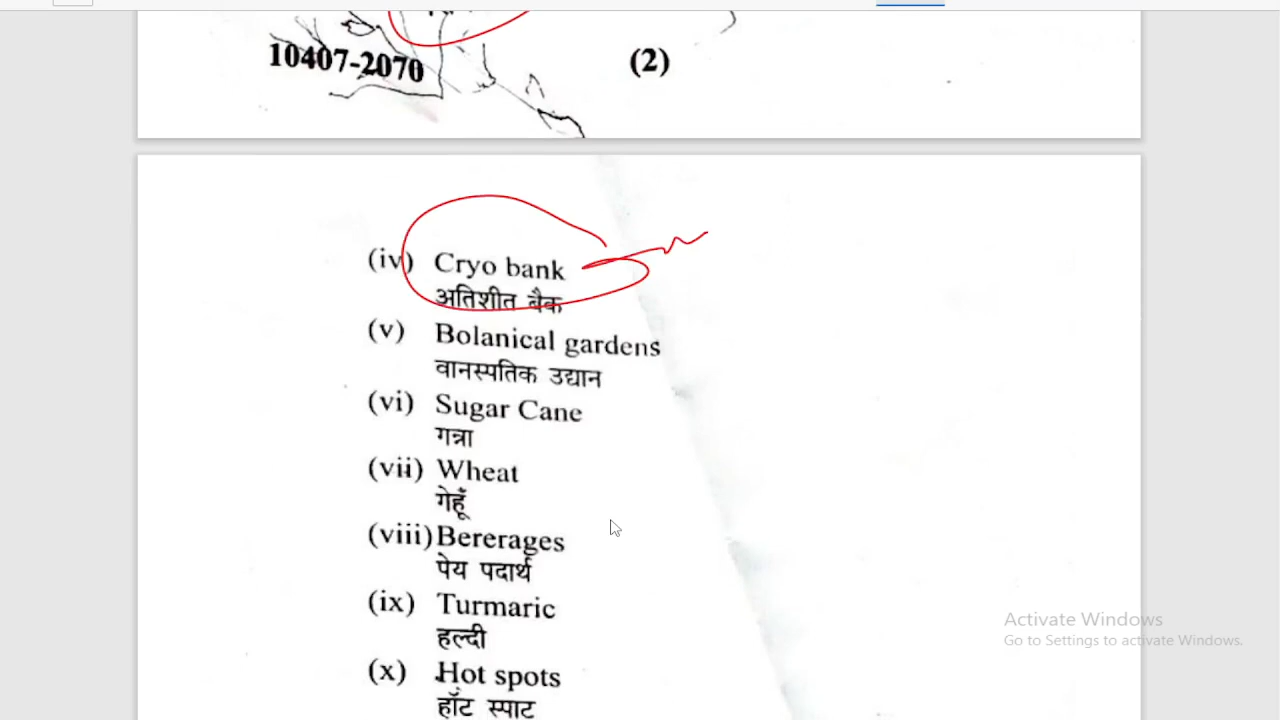 10407-2070 (2)
(iv) Cryo bank
अतिशीत बैंक
(v) Bolanical gardens
वानस्पतिक उद्यान
(vi) Sugar Cane
गन्ना
(vii) Wheat
गेहूँ
(viii) Bererages
पेय पदार्थ
(ix) Turmaric
हल्दी
(x) Hot spots
हॉट स्पाट
Activate Windows
Go to Settings to activate Windows.